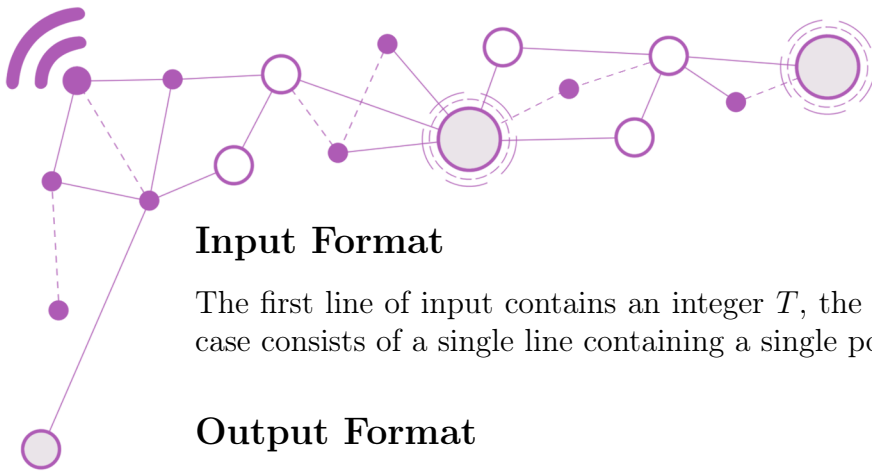 Input Format
The first line of input contains an integer T, the
case consists of a single line containing a single
Output Format